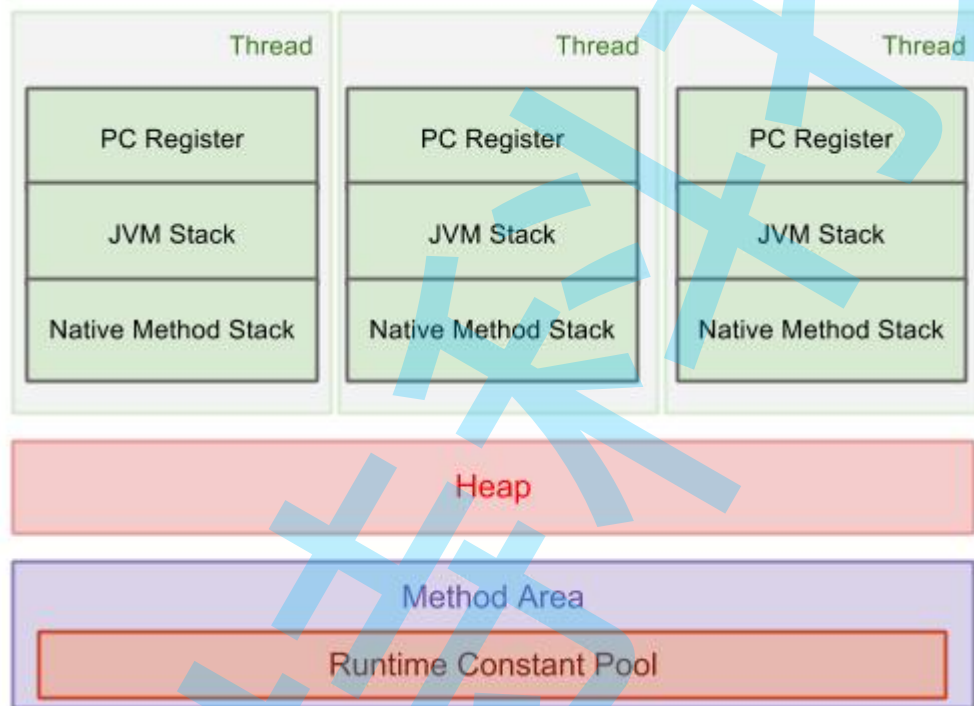 Thread Thread Thread
PC Register PC Register PC Register
JVM Stack JVM Stack JVM Stack
Native Method Stack Native Method Stack Native Method Stack
Heap
Method Area
Runtime Constant Pool